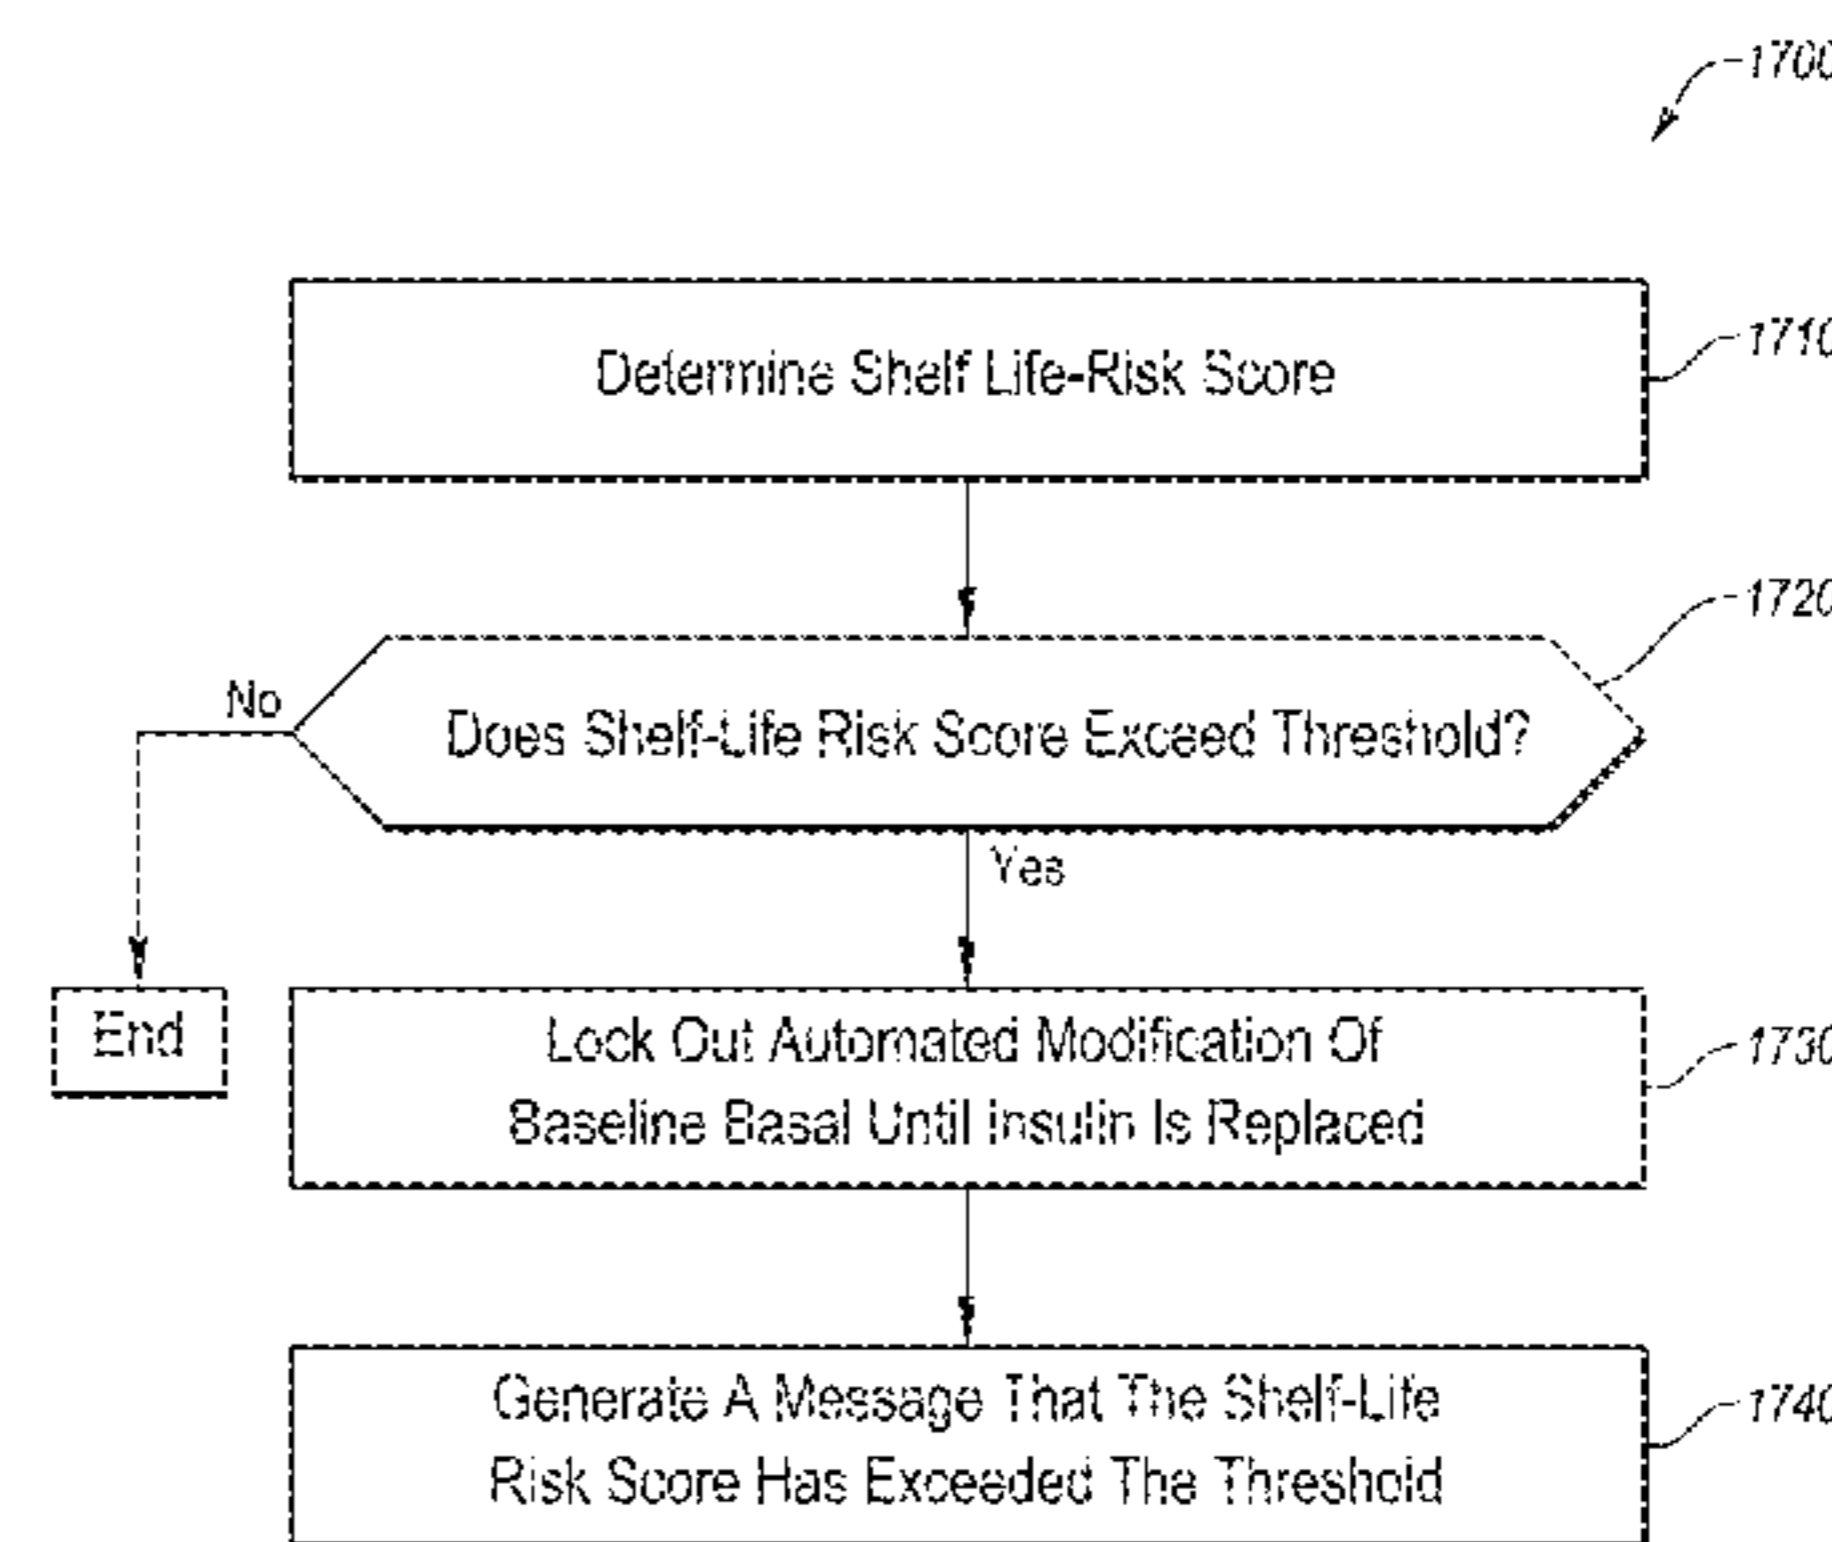 1700
Determine Shelf Life-Risk Score
1710
1720
No
Does Shelf-Life Risk Score Exceed Threshold?
Yes
End
Lock Out Automated Modification Of
Baseline Basal Until Insulin Is Replaced
1730
Generate A Message That The Shelf-Life
Risk Score Has Exceeded The Threshold
1740